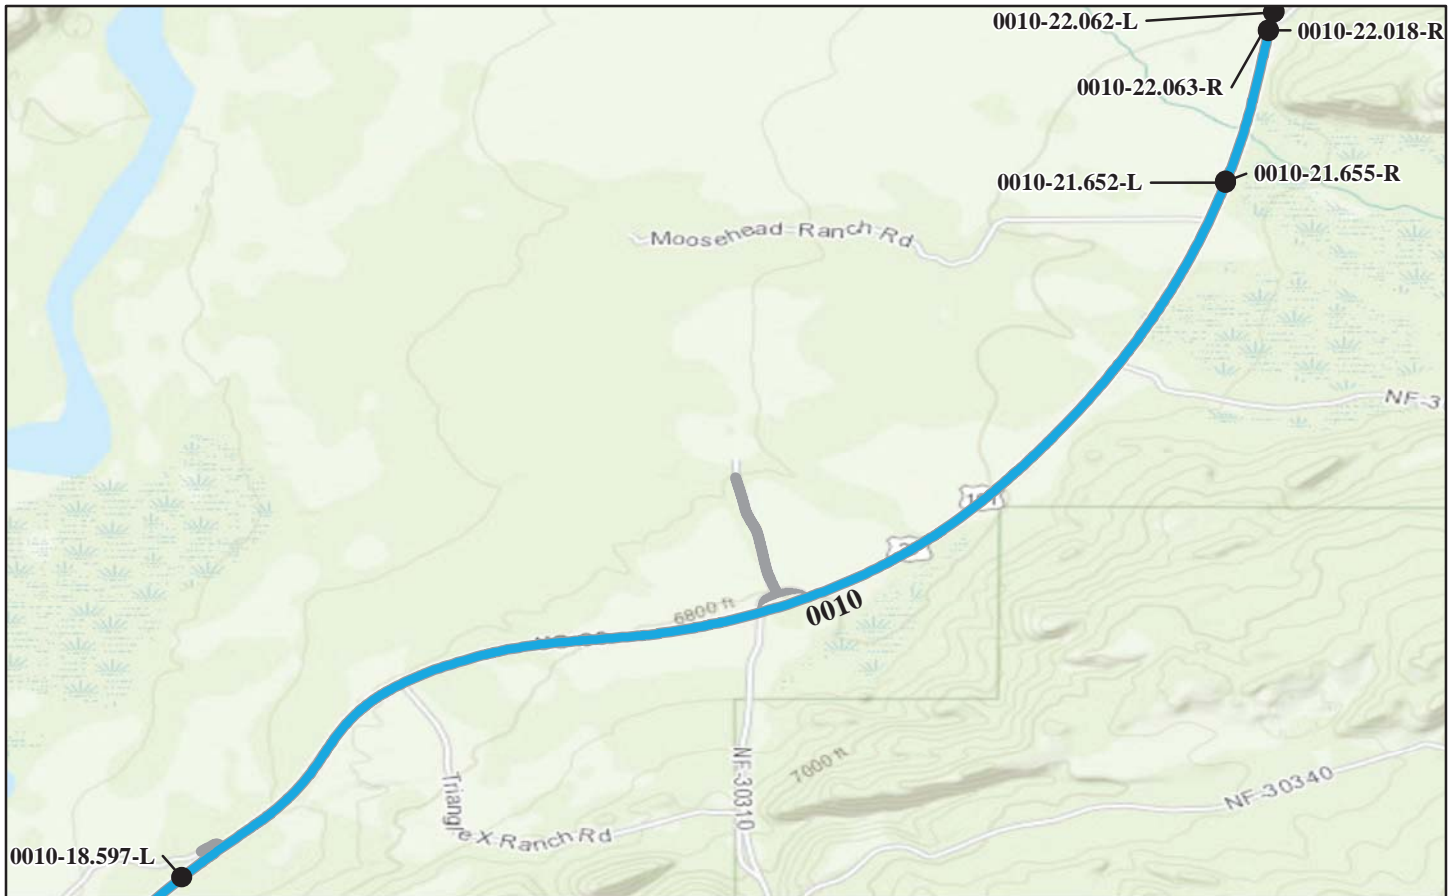 0010-22.062-L
0010-22.018-R
0010-22.063-R
0010-21.655-R
0010-21.652-L
Moosehead Ranch Rd
NF-3
6800 ft
0010
NF-30310
7000 ft
Triangle X Ranch Rd
NF-30340
0010-18.597-L